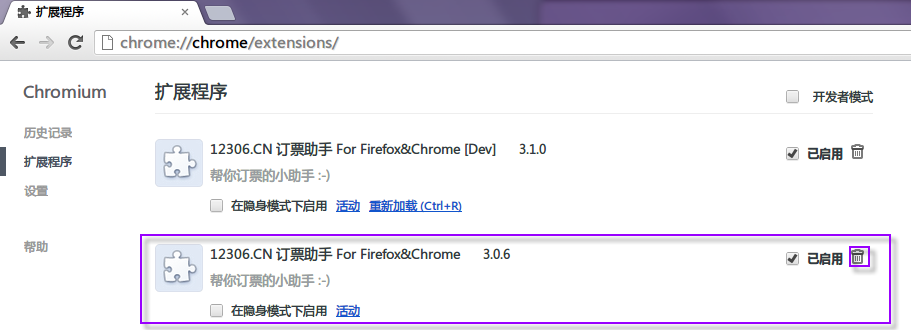 扩展程序
chrome://chrome/extensions/
Chromium
扩展程序
开发者模式
历史记录
扩展程序
设置
帮助
12306.CN 订票助手 For Firefox&Chrome [Dev] 3.1.0
已启用
帮你订票的小助手 :-)
在隐身模式下启用 活动 重新加载 (Ctrl+R)
12306.CN 订票助手 For Firefox&Chrome 3.0.6
已启用
帮你订票的小助手 :-)
在隐身模式下启用 活动